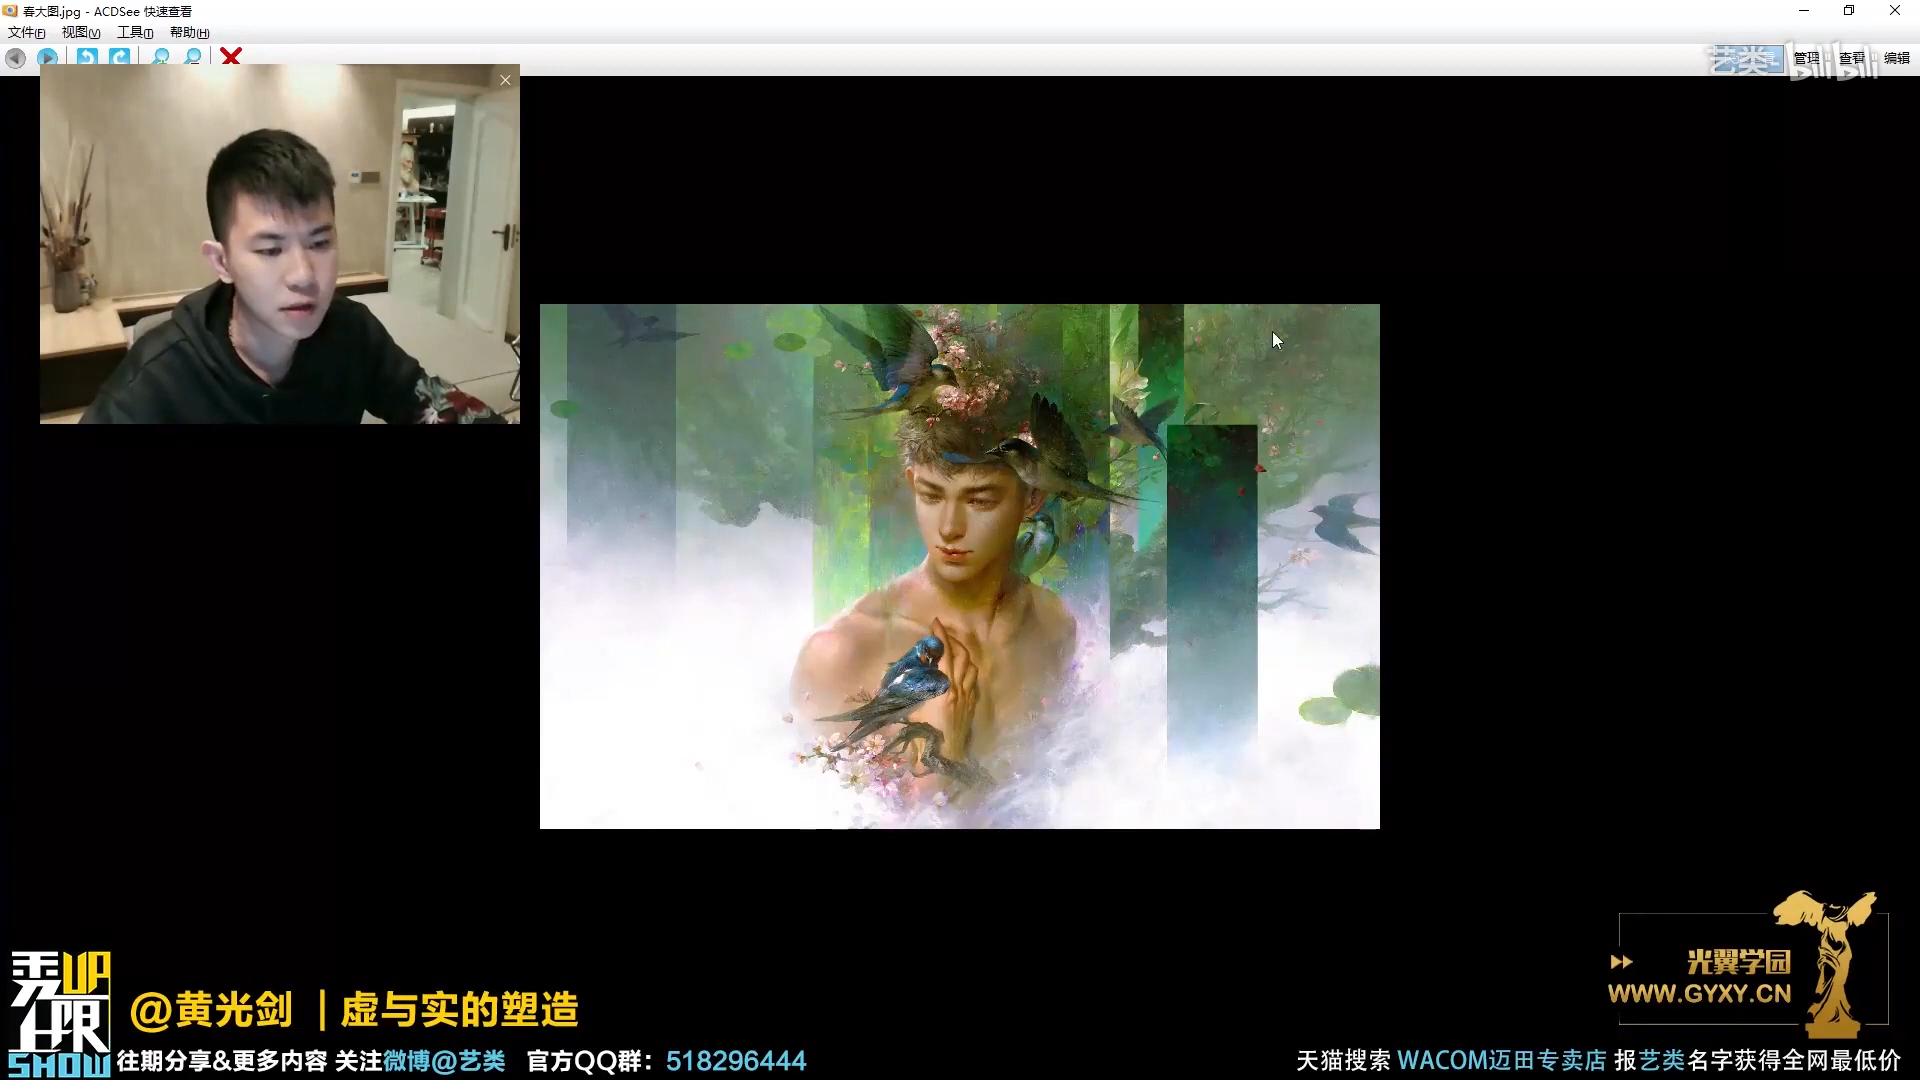 春大图.jpg - ACDSee 快速查看
文件(F) 视图(V) 工具(T) 帮助(H)
艺类 bilibili
管理 查看 编辑
秀UP
SHOW
@黄光剑 | 虚与实的塑造
往期分享&更多内容 关注微博@艺类 官方QQ群：518296444
光翼学园
WWW.GYXY.CN
天猫搜索 WACOM迈田专卖店 报艺类名字获得全网最低价